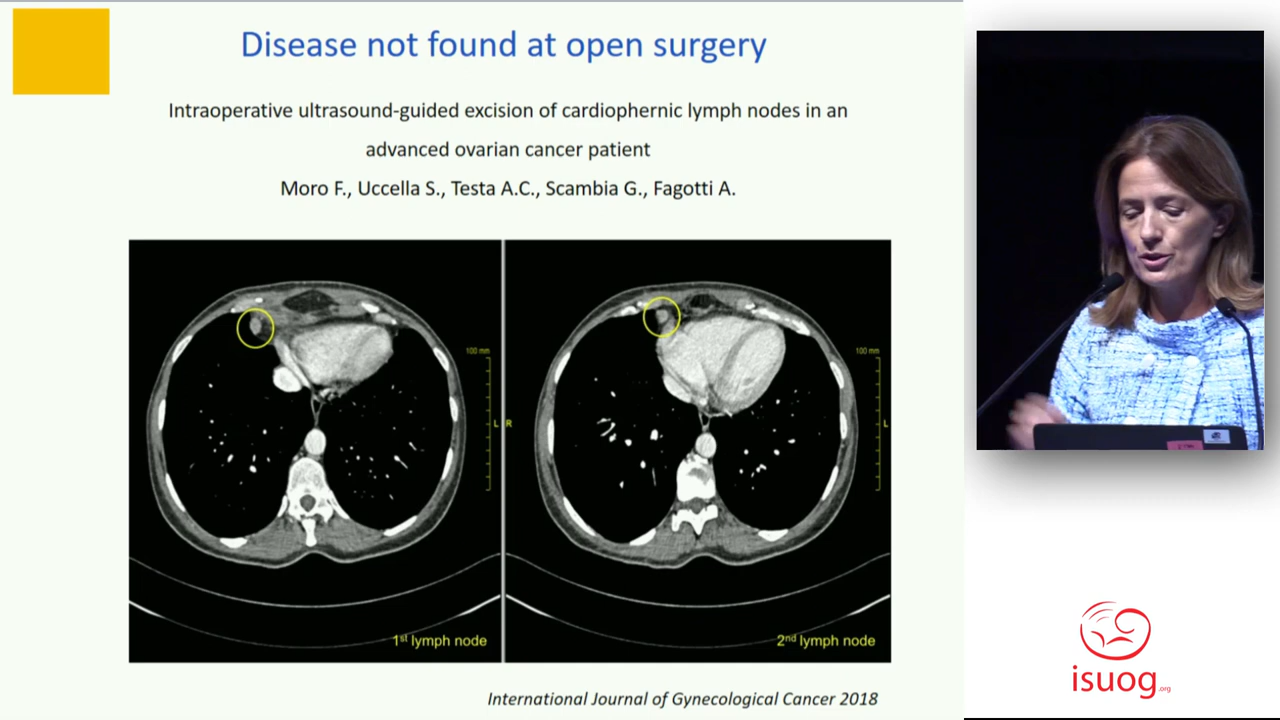 Disease not found at open surgery
Intraoperative ultrasound-guided excision of cardiophernic lymph nodes in an
advanced ovarian cancer patient
Moro F., Uccella S., Testa A.C., Scambia G., Fagotti A.
100 mm
L
R
100 mm
L
1st lymph node
2nd lymph node
International Journal of Gynecological Cancer 2018
isuog.org